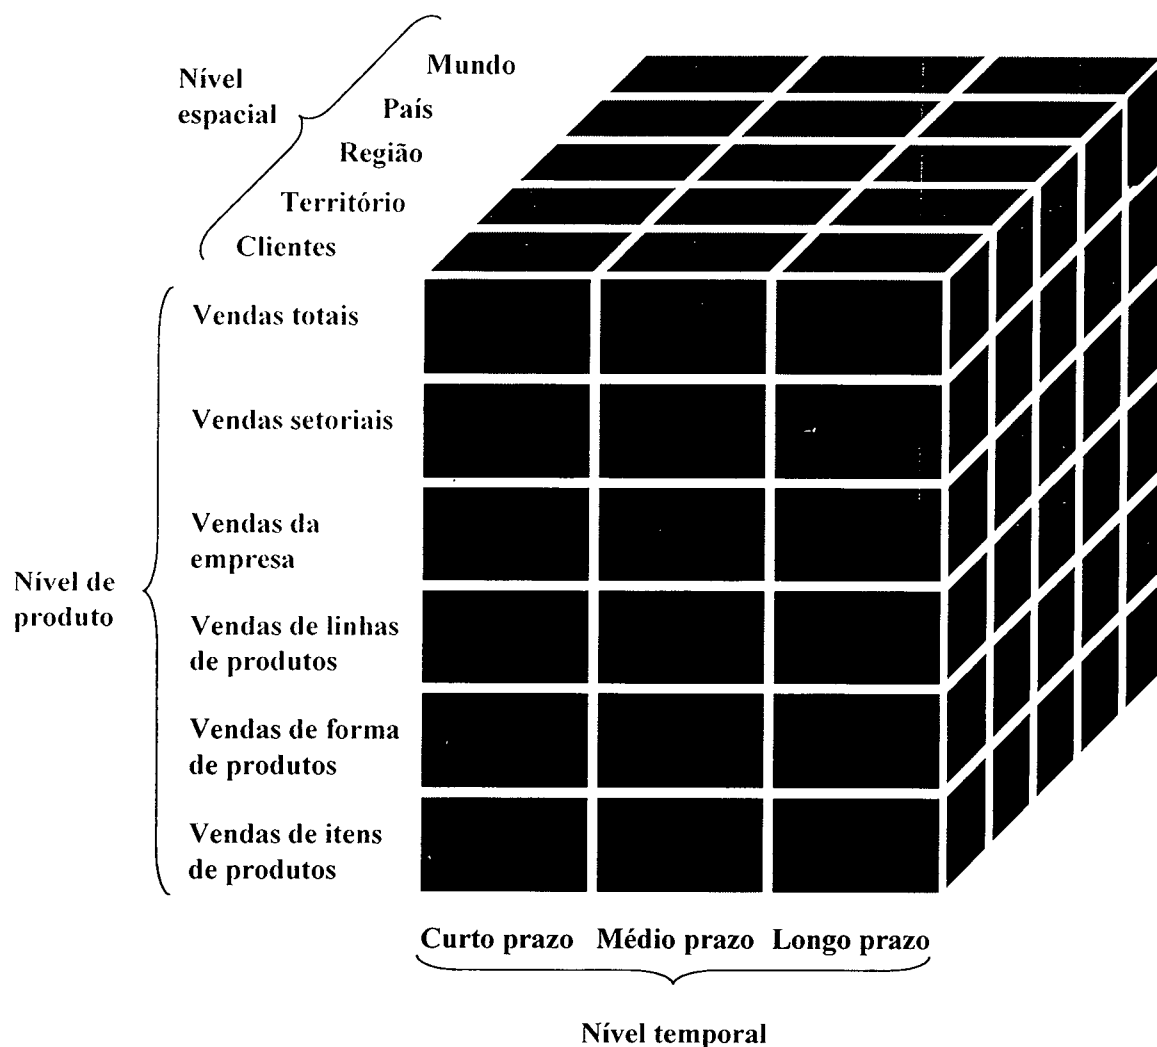 Nível
espacial
Mundo
País
Região
Território
Clientes
Vendas totais
Vendas setoriais
Vendas da
empresa
Nível de
produto
Vendas de linhas
de produtos
Vendas de forma
de produtos
Vendas de itens
de produtos
Curto prazo Médio prazo Longo prazo
Nível temporal